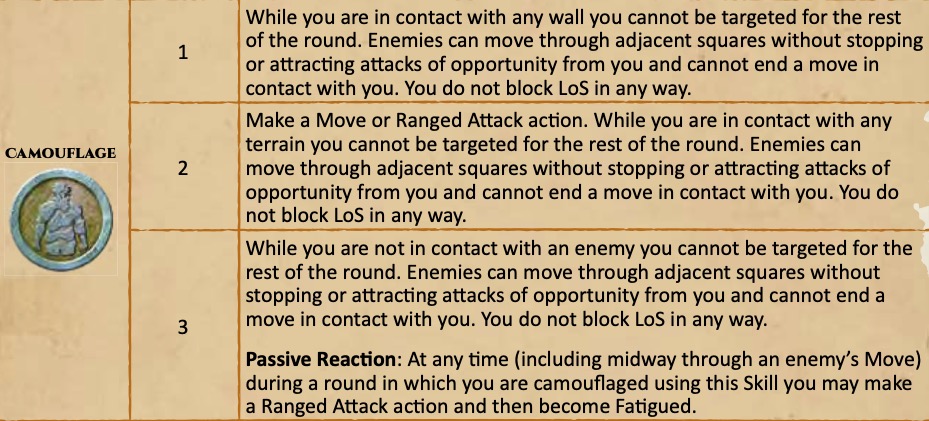 CAMOUFLAGE
1
While you are in contact with any wall you cannot be targeted for the rest
of the round. Enemies can move through adjacent squares without stopping
or attracting attacks of opportunity from you and cannot end a move in
contact with you. You do not block LoS in any way.
2
Make a Move or Ranged Attack action. While you are in contact with any
terrain you cannot be targeted for the rest of the round. Enemies can
move through adjacent squares without stopping or attracting attacks of
opportunity from you and cannot end a move in contact with you. You do
not block LoS in any way.
3
While you are not in contact with an enemy you cannot be targeted for the
rest of the round. Enemies can move through adjacent squares without
stopping or attracting attacks of opportunity from you and cannot end a
move in contact with you. You do not block LoS in any way.
Passive Reaction: At any time (including midway through an enemy’s Move)
during a round in which you are camouflaged using this Skill you may make
a Ranged Attack action and then become Fatigued.